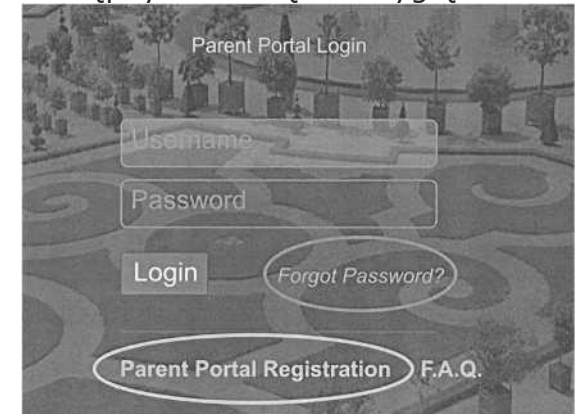 Parent Portal Login
Username
Password
Login
Forgot Password?
Parent Portal Registration F.A.Q.